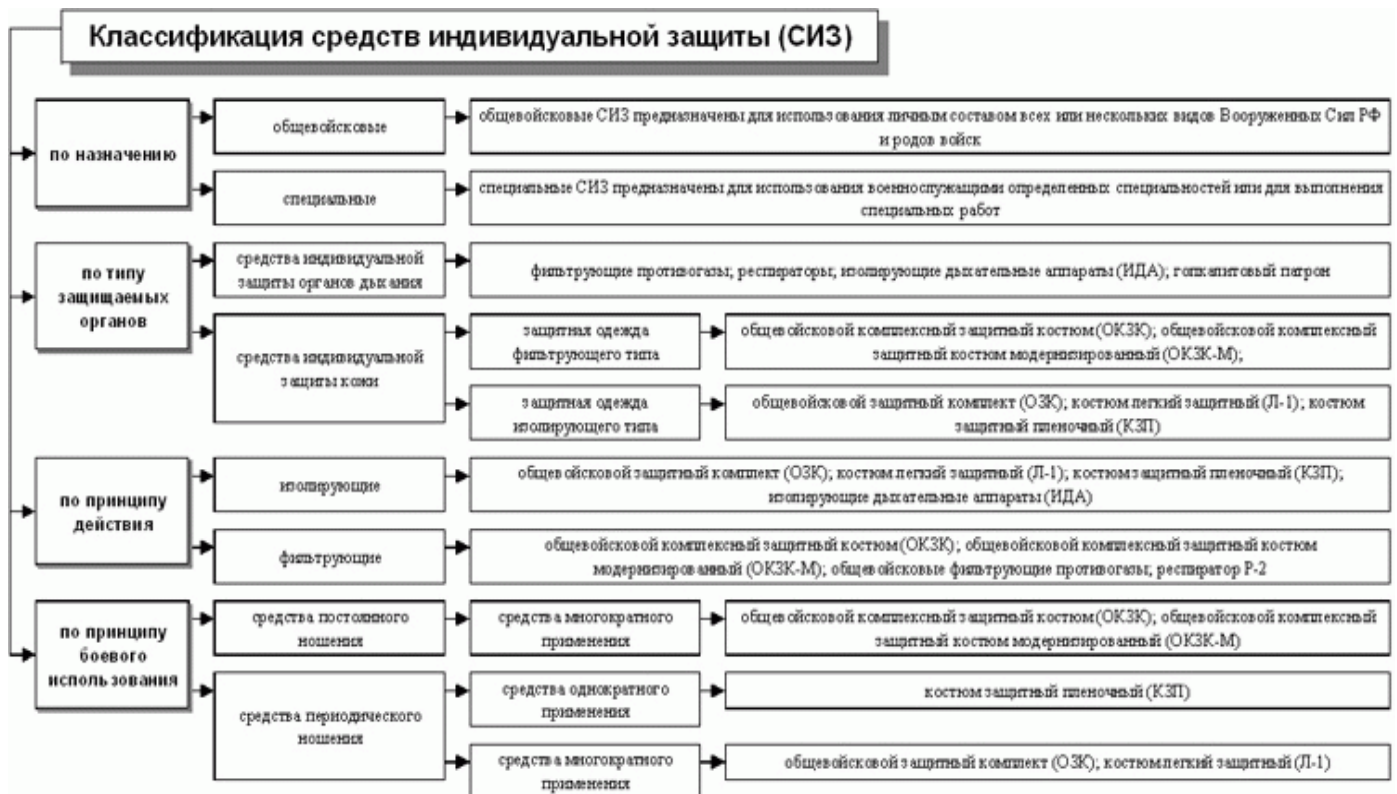 Классификация средств индивидуальной защиты (СИЗ)
по назначению
общевойсковые
общевойсковые СИЗ предназначены для использования личным составом всех или нескольких видов Вооруженных Сил РФ
и родов войск
специальные
специальные СИЗ предназначены для использования военнослужащими определенных специальностей или для выполнения
специальных работ
по типу
защищаемых
органов
средства индивидуальной
защиты органов дыхания
фильтрующие противогазы; респираторы; изолирующие дыхательные аппараты (ИДА); гопкалитовый патрон
средства индивидуальной
защиты кожи
защитная одежда
фильтрующего типа
общевойсковой комплексный защитный костюм (ОКЗК); общевойсковой комплексный
защитный костюм модернизированный (ОКЗК-М);
защитная одежда
изолирующего типа
общевойсковой защитный комплект (ОЗК); костюм легкий защитный (Л-1); костюм
защитный пленочный (КЗП)
по принципу
действия
изолирующие
общевойсковой защитный комплект (ОЗК); костюм легкий защитный (Л-1); костюм защитный пленочный (КЗП);
изолирующие дыхательные аппараты (ИДА)
фильтрующие
общевойсковой комплексный защитный костюм (ОКЗК); общевойсковой комплексный защитный костюм
модернизированный (ОКЗК-М); общевойсковые фильтрующие противогазы; респиратор Р-2
по принципу
боевого
использования
средства постоянного
ношения
средства многократного
применения
общевойсковой комплексный защитный костюм (ОКЗК); общевойсковой комплексный
защитный костюм модернизированный (ОКЗК-М)
средства периодического
ношения
средства однократного
применения
костюм защитный пленочный (КЗП)
средства многократного
применения
общевойсковой защитный комплект (ОЗК); костюм легкий защитный (Л-1)